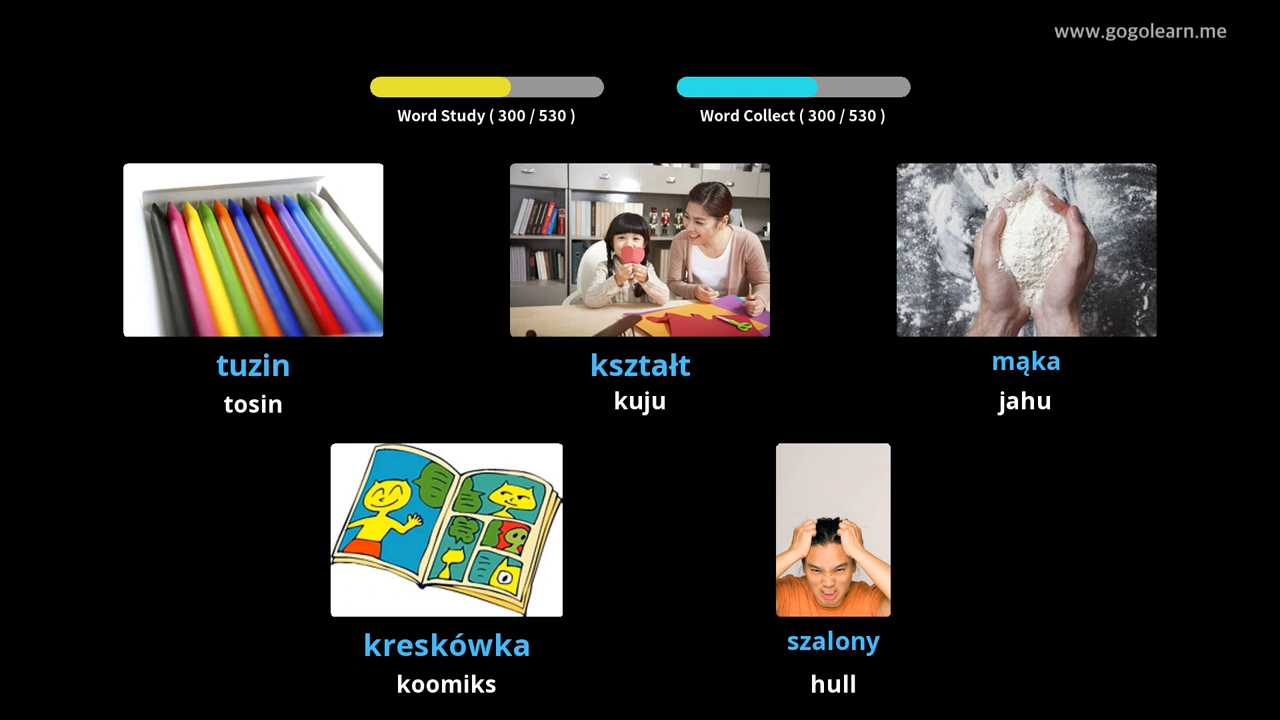 www.gogolearn.me
Word Study ( 300 / 530 )
Word Collect ( 300 / 530 )
tuzin
tosin
kształt
kuju
mąka
jahu
kreskówka
koomiks
szalony
hull